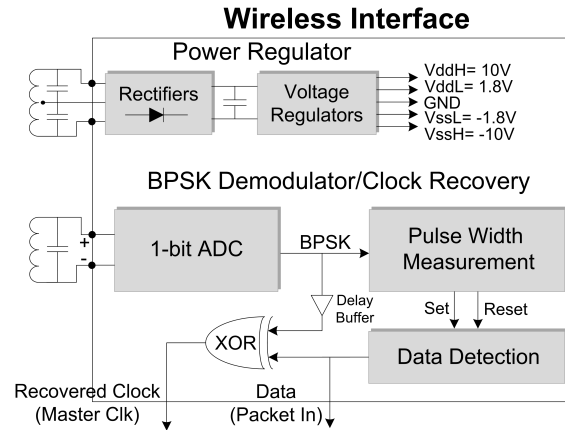 Wireless Interface
Power Regulator
Rectifiers
Voltage
Regulators
VddH= 10V
VddL= 1.8V
GND
VssL= -1.8V
VssH= -10V
BPSK Demodulator/Clock Recovery
+
-
1-bit ADC
BPSK
Pulse Width
Measurement
Delay
Buffer
Set
Reset
XOR
Data Detection
Recovered Clock
(Master Clk)
Data
(Packet In)